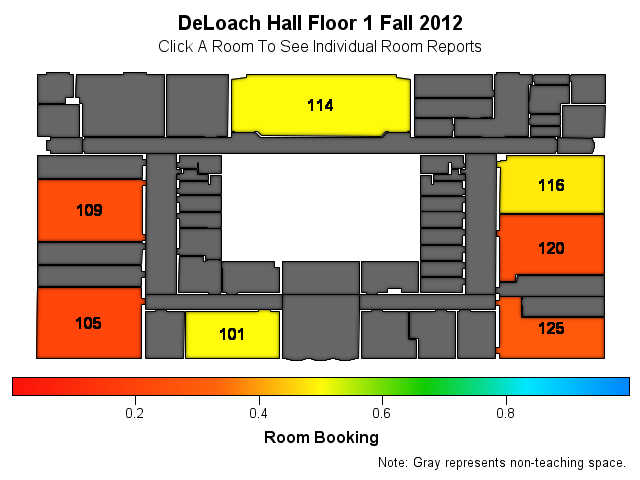 DeLoach Hall Floor 1 Fall 2012
Click A Room To See Individual Room Reports
114
116
109
120
105
125
101
0.2 0.4 0.6 0.8
Room Booking
Note: Gray represents non-teaching space.